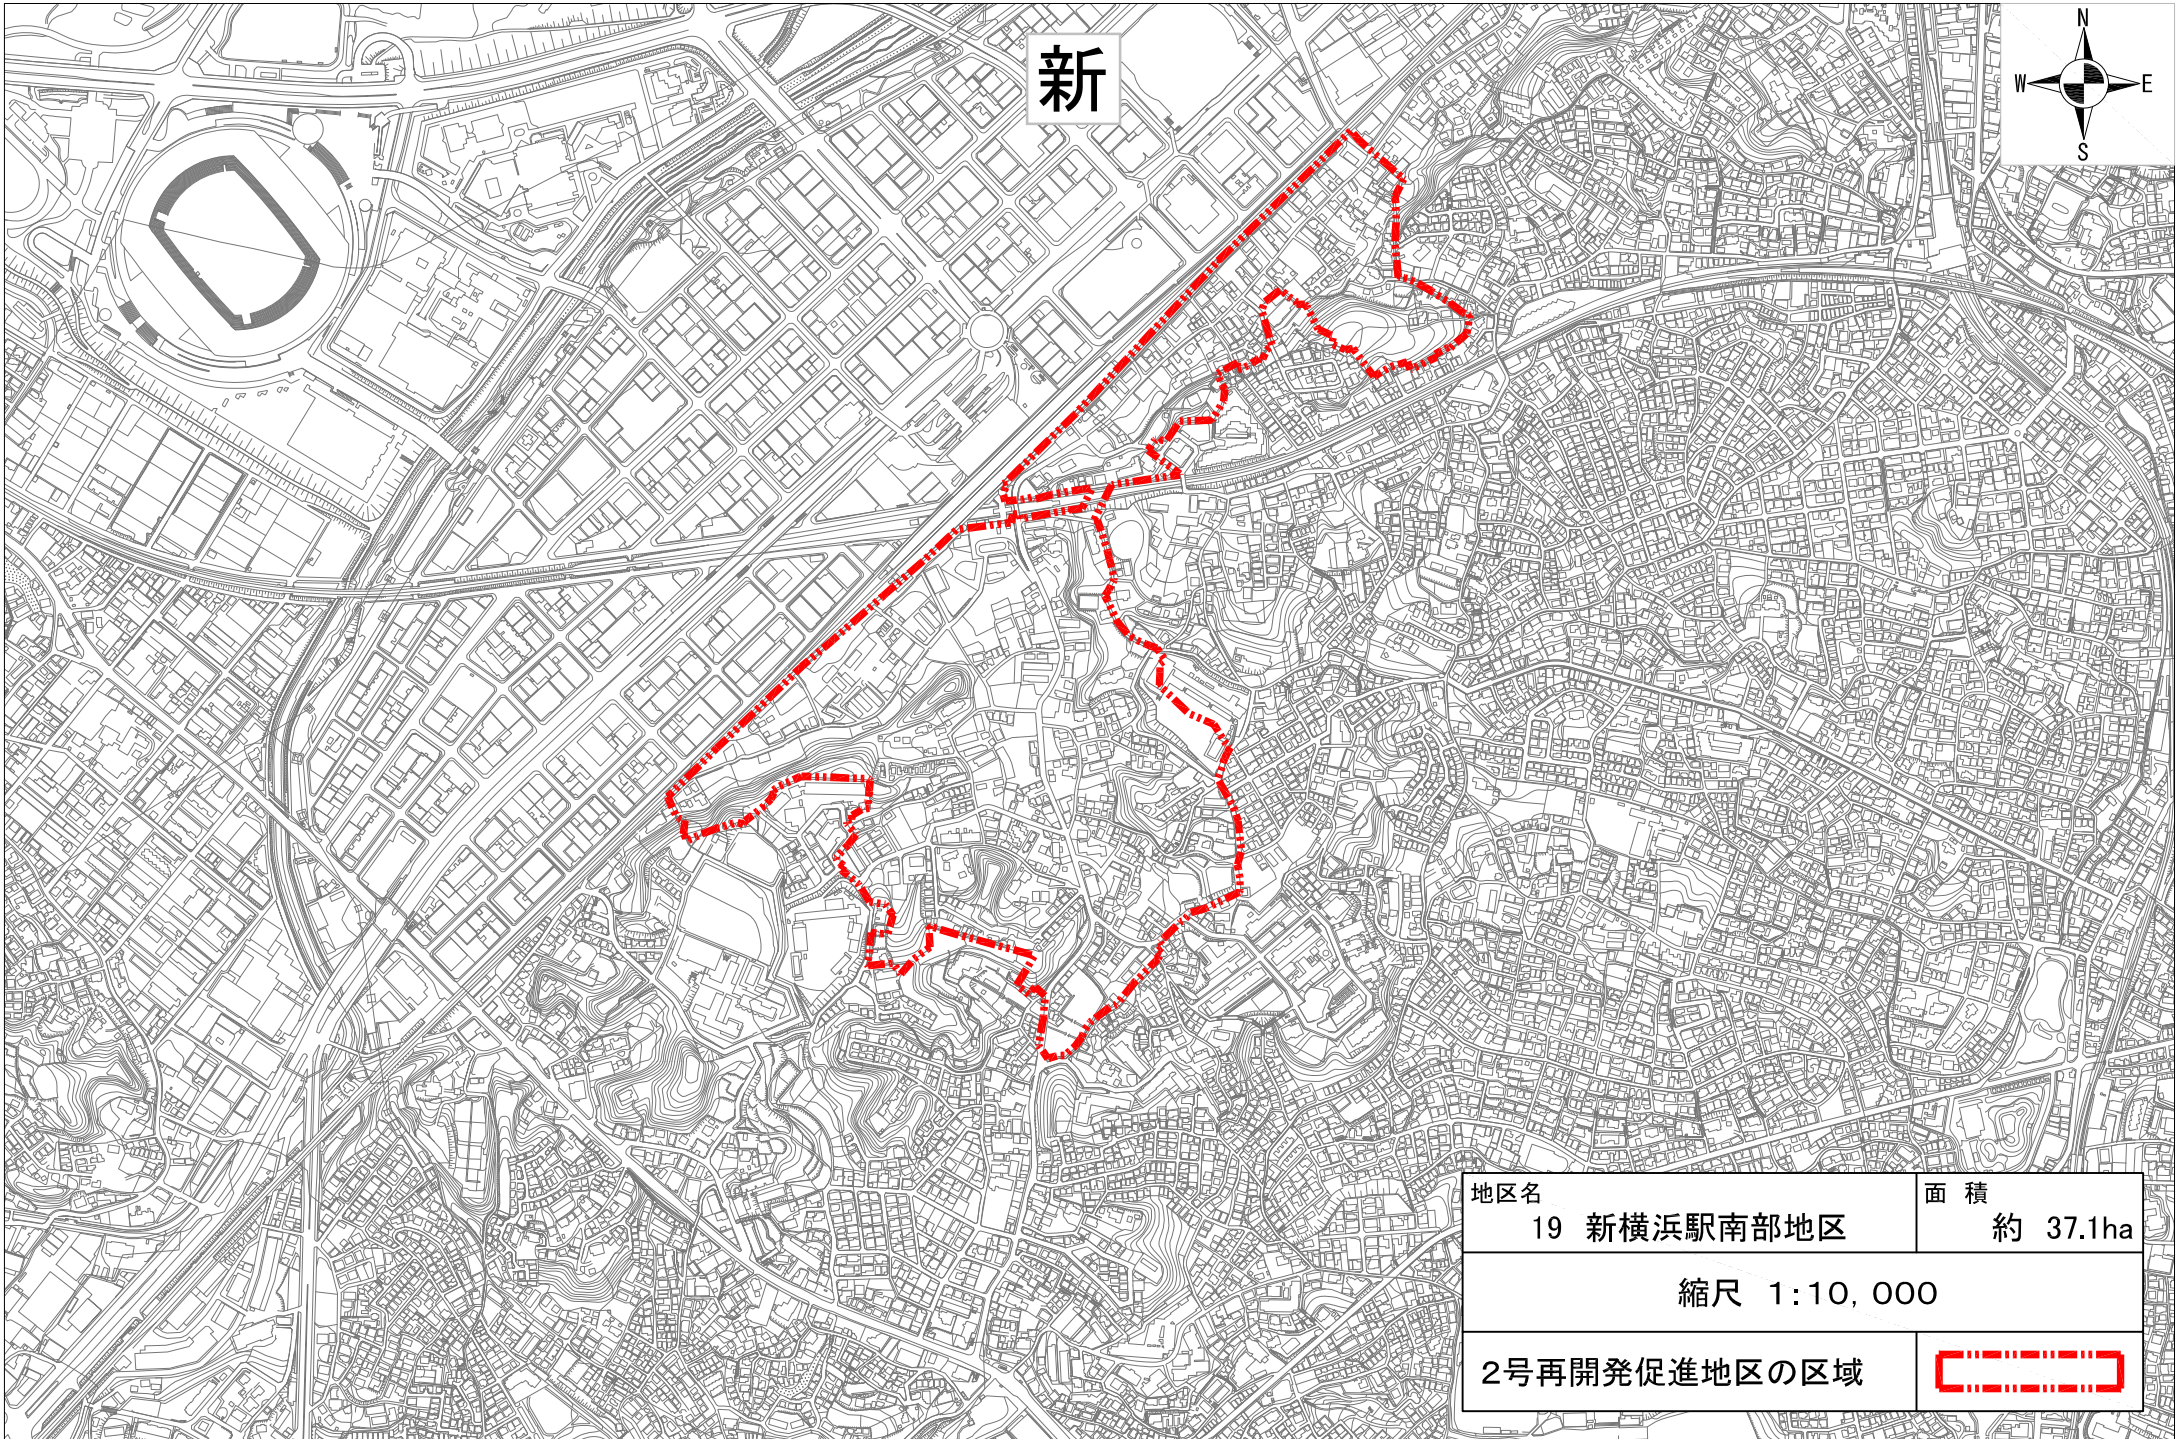 新
N
W E
S
地区名
19 新横浜駅南部地区
面 積
約 37.1ha
縮尺 1:10,000
2号再開発促進地区の区域